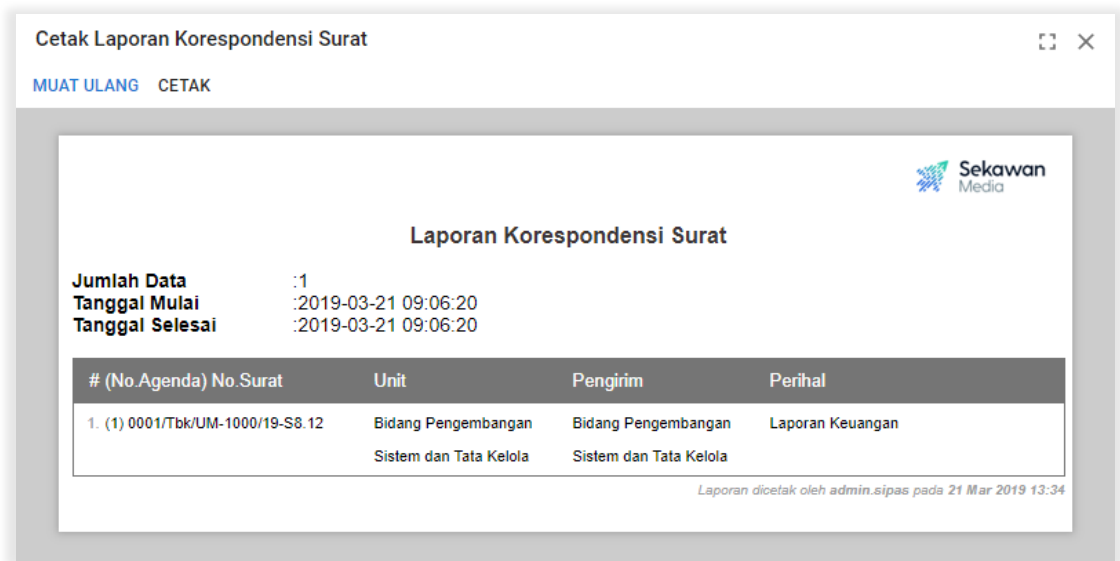 Cetak Laporan Korespondensi Surat
MUAT ULANG CETAK
Sekawan
Media
Laporan Korespondensi Surat
Jumlah Data :1
Tanggal Mulai :2019-03-21 09:06:20
Tanggal Selesai :2019-03-21 09:06:20
# (No.Agenda) No.Surat Unit Pengirim Perihal
1. (1) 0001/Tbk/UM-1000/19-S8.12 Bidang Pengembangan Bidang Pengembangan Laporan Keuangan
Sistem dan Tata Kelola Sistem dan Tata Kelola
Laporan dicetak oleh admin.sipas pada 21 Mar 2019 13:34